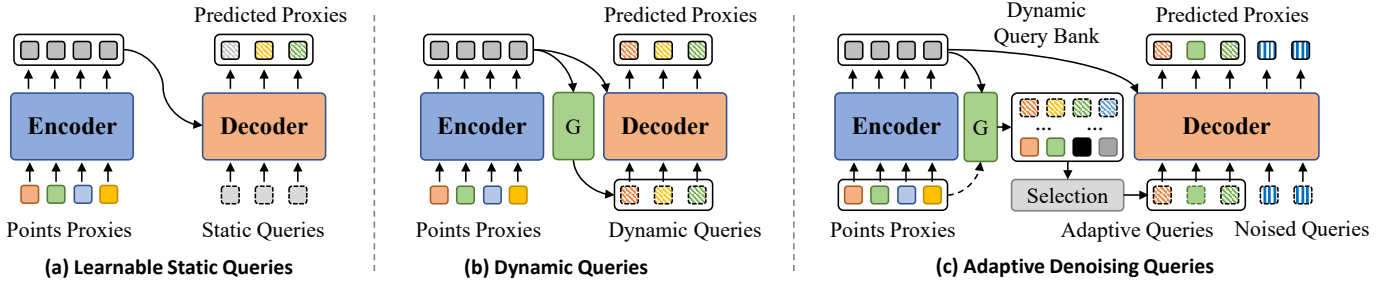 Predicted Proxies
Encoder
Decoder
Points Proxies
Static Queries
(a) Learnable Static Queries
Predicted Proxies
Encoder
G
Decoder
Points Proxies
Dynamic Queries
(b) Dynamic Queries
Dynamic
Query Bank
Predicted Proxies
Encoder
G
...
...
Decoder
Selection
Points Proxies
Adaptive Queries
Noised Queries
(c) Adaptive Denoising Queries